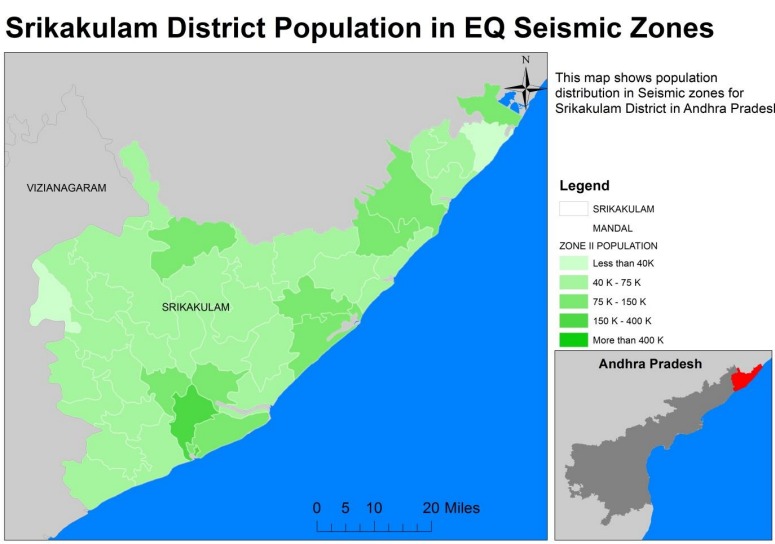 Srikakulam District Population in EQ Seismic Zones
N
This map shows population
distribution in Seismic zones for
Srikakulam District in Andhra Pradesh
VIZIANAGARAM
SRIKAKULAM
Legend
SRIKAKULAM
MANDAL
ZONE II POPULATION
Less than 40K
40 K - 75 K
75 K - 150 K
150 K - 400 K
More than 400 K
Andhra Pradesh
0 5 10 20 Miles